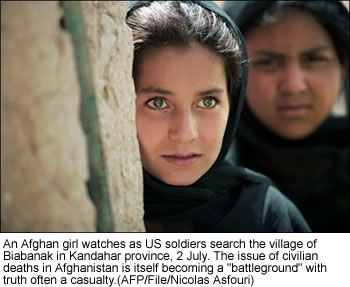 An Afghan girl watches as US soldiers search the village of
Biabanak in Kandahar province, 2 July. The issue of civilian
deaths in Afghanistan is itself becoming a "battleground" with
truth often a casualty.(AFP/File/Nicolas Asfouri)